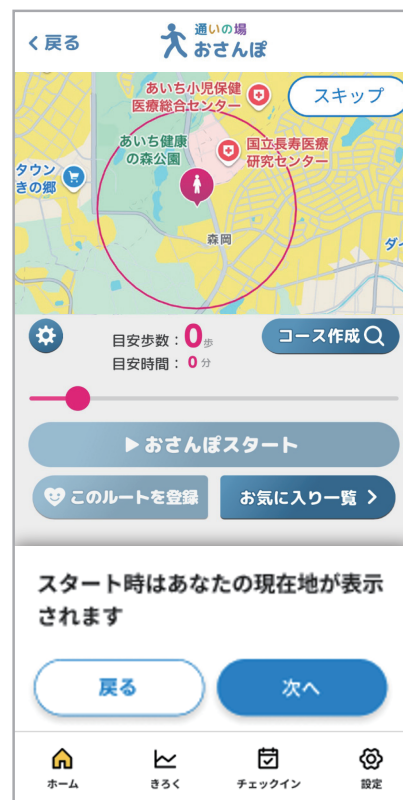 戻る
通いの場
おさんぽ
スキップ
あいち小児保健
医療総合センター
あいち健康
の森公園
国立長寿医療
研究センター
タウン
きの郷
森岡
ダイ
目安歩数：0歩
目安時間：0分
コース作成
おさんぽスタート
このルートを登録
お気に入り一覧
スタート時はあなたの現在地が表示
されます
戻る
次へ
ホーム
きろく
チェックイン
設定